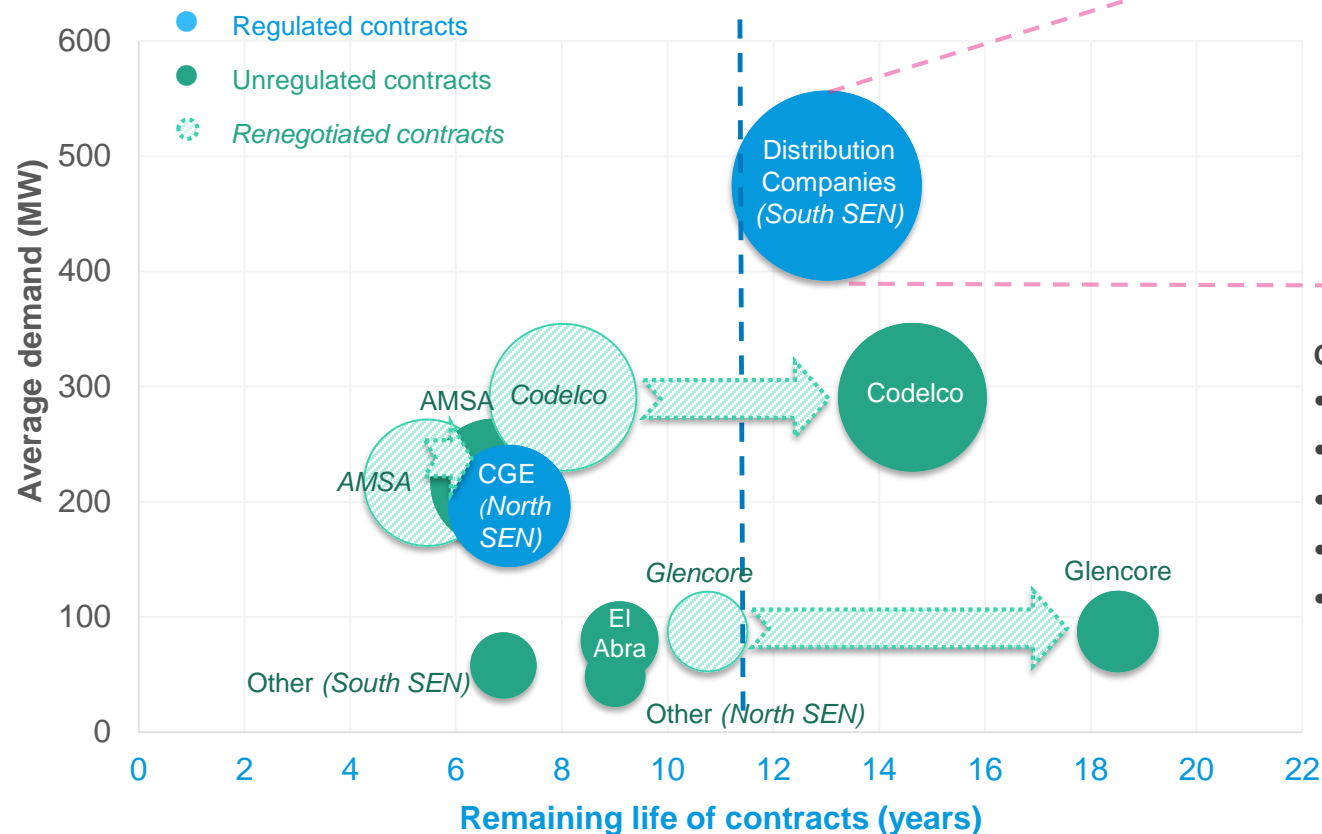 Regulated contracts
Unregulated contracts
Renegotiated contracts
Average demand (MW)
600
500
400
300
200
100
0
Distribution
Companies
(South SEN)
AMSA
Codelco
Codelco
AMSA
CGE
(North
SEN)
Glencore
Glencore
El
Abra
Other (South SEN)
Other (North SEN)
0 2 4 6 8 10 12 14 16 18 20 22
Remaining life of contracts (years)